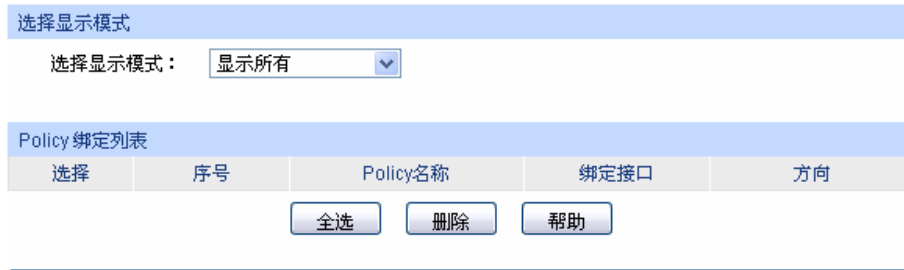 选择显示模式
选择显示模式： 显示所有
Policy 绑定列表
选择 序号 Policy名称 绑定接口 方向
全选 删除 帮助